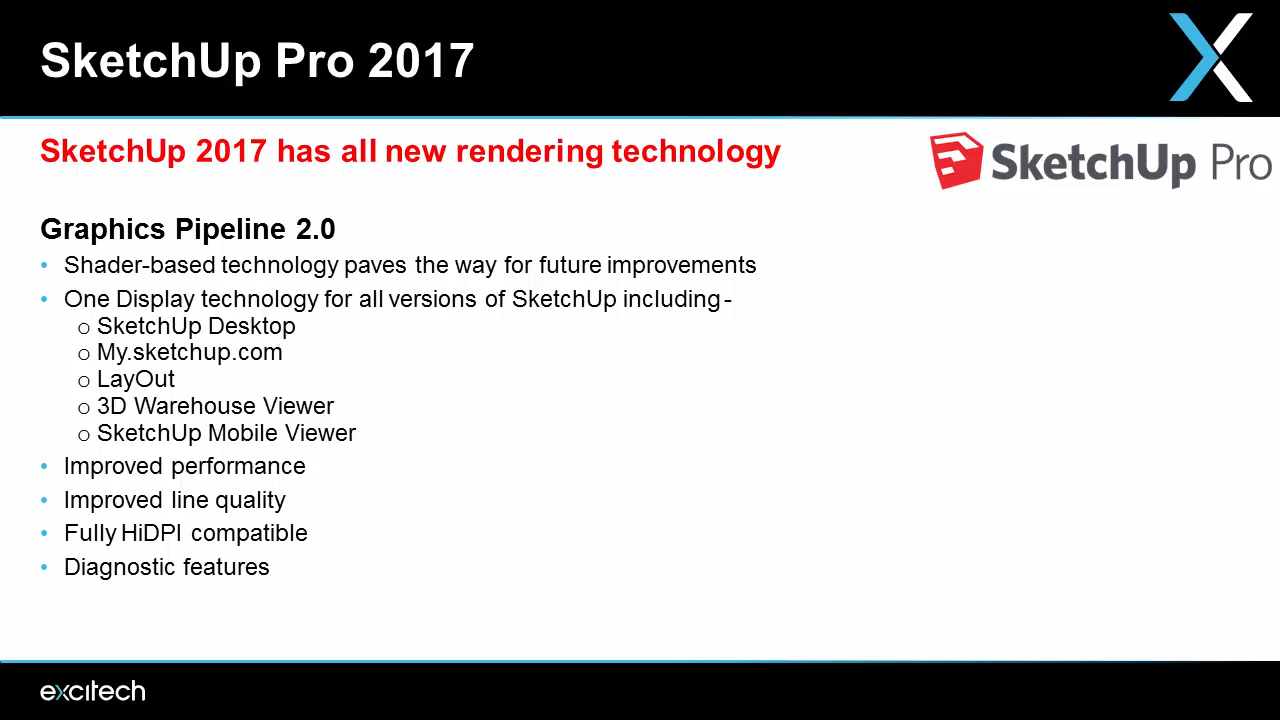 SketchUp Pro 2017
SketchUp 2017 has all new rendering technology
SketchUp Pro
Graphics Pipeline 2.0
• Shader-based technology paves the way for future improvements
• One Display technology for all versions of SketchUp including -
o SketchUp Desktop
o My.sketchup.com
o LayOut
o 3D Warehouse Viewer
o SketchUp Mobile Viewer
• Improved performance
• Improved line quality
• Fully HiDPI compatible
• Diagnostic features
excitech